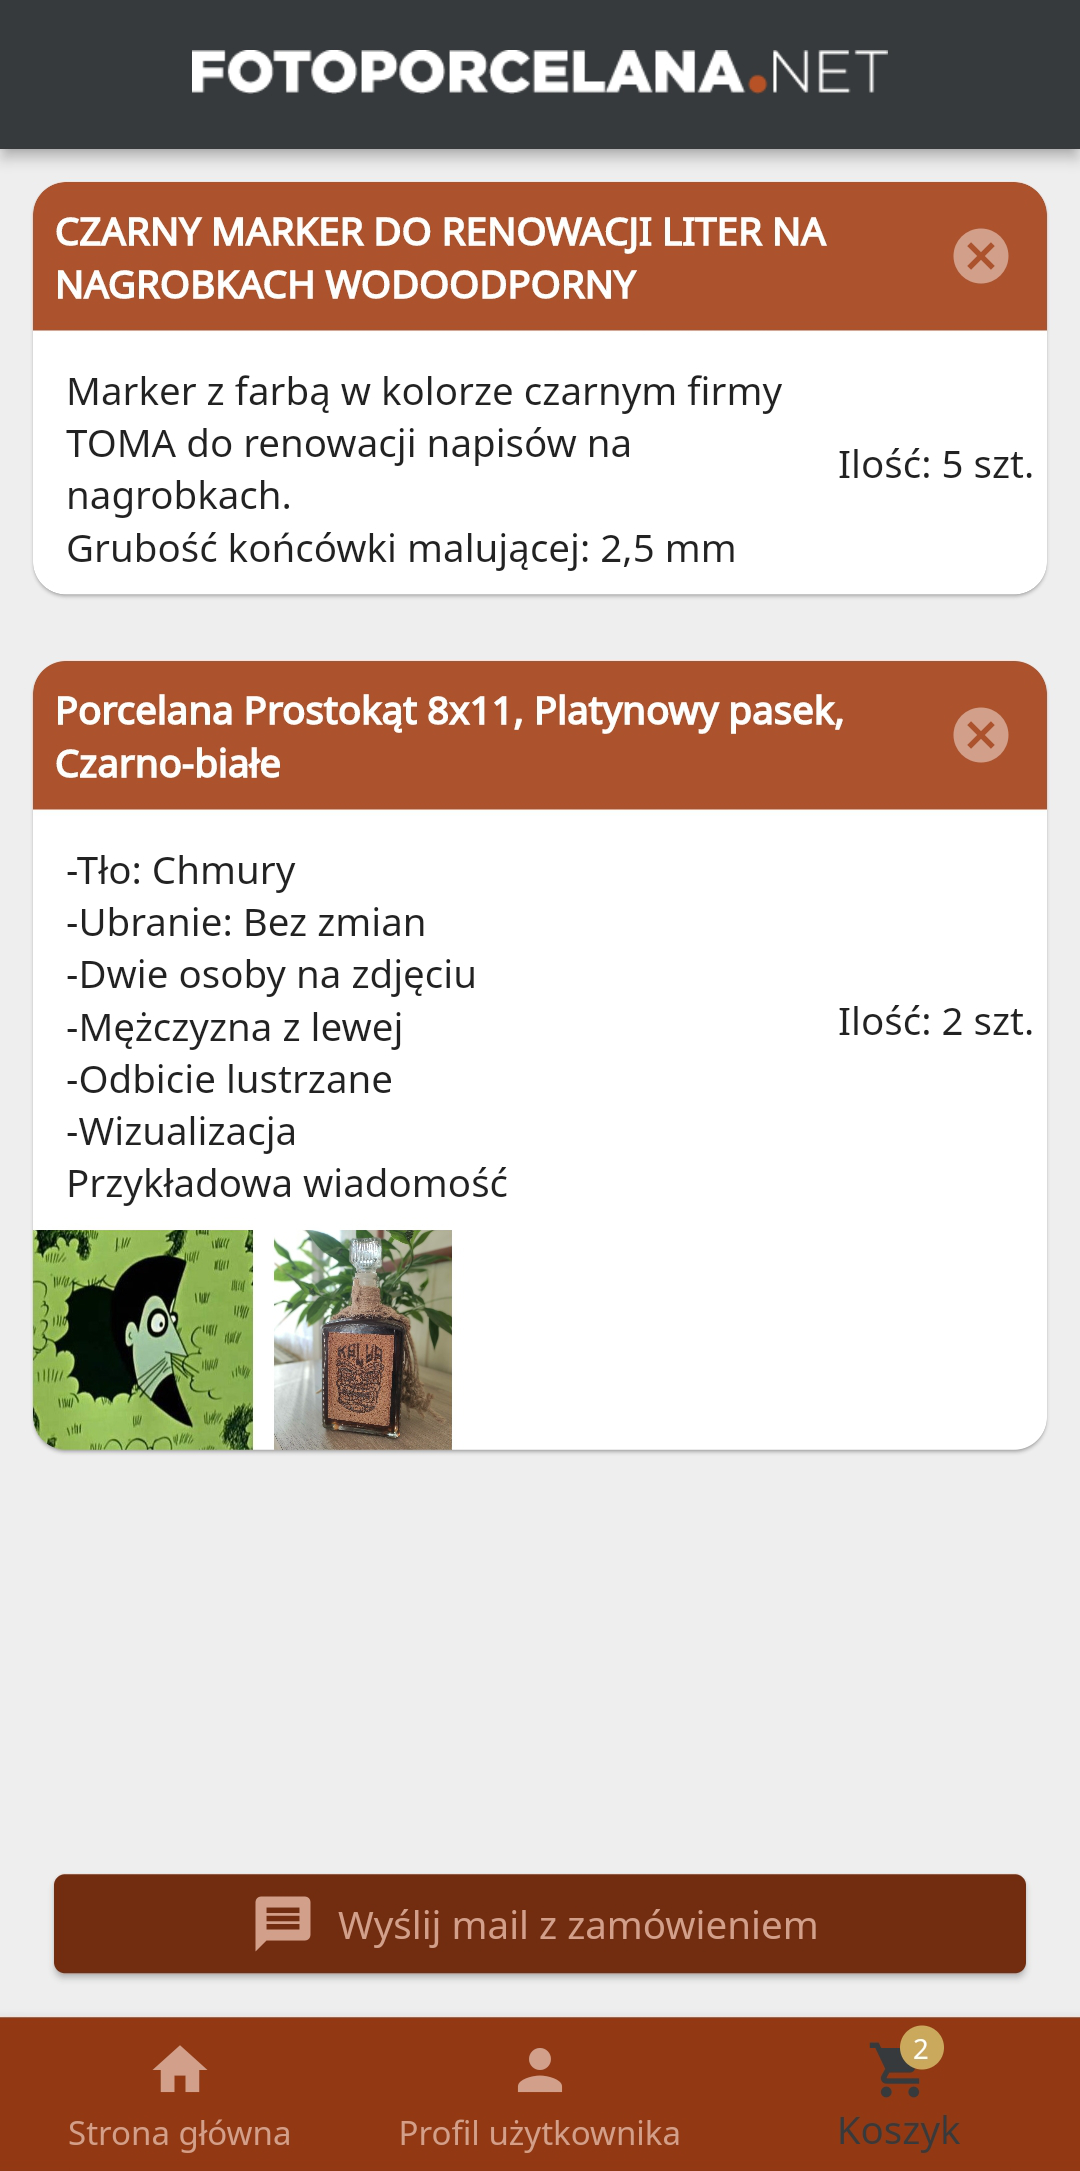 FOTOPORCELANA.NET
CZARNY MARKER DO RENOWACJI LITER NA
NAGROBKACH WODOODPORNY
Marker z farbą w kolorze czarnym firmy
TOMA do renowacji napisów na
nagrobkach.
Grubość końcówki malującej: 2,5 mm
Ilość: 5 szt.
Porcelana Prostokąt 8x11, Platynowy pasek,
Czarno-białe
-Tło: Chmury
-Ubranie: Bez zmian
-Dwie osoby na zdjęciu
-Mężczyzna z lewej
-Odbicie lustrzane
-Wizualizacja
Przykładowa wiadomość
Ilość: 2 szt.
Wyślij mail z zamówieniem
2
Strona główna
Profil użytkownika
Koszyk